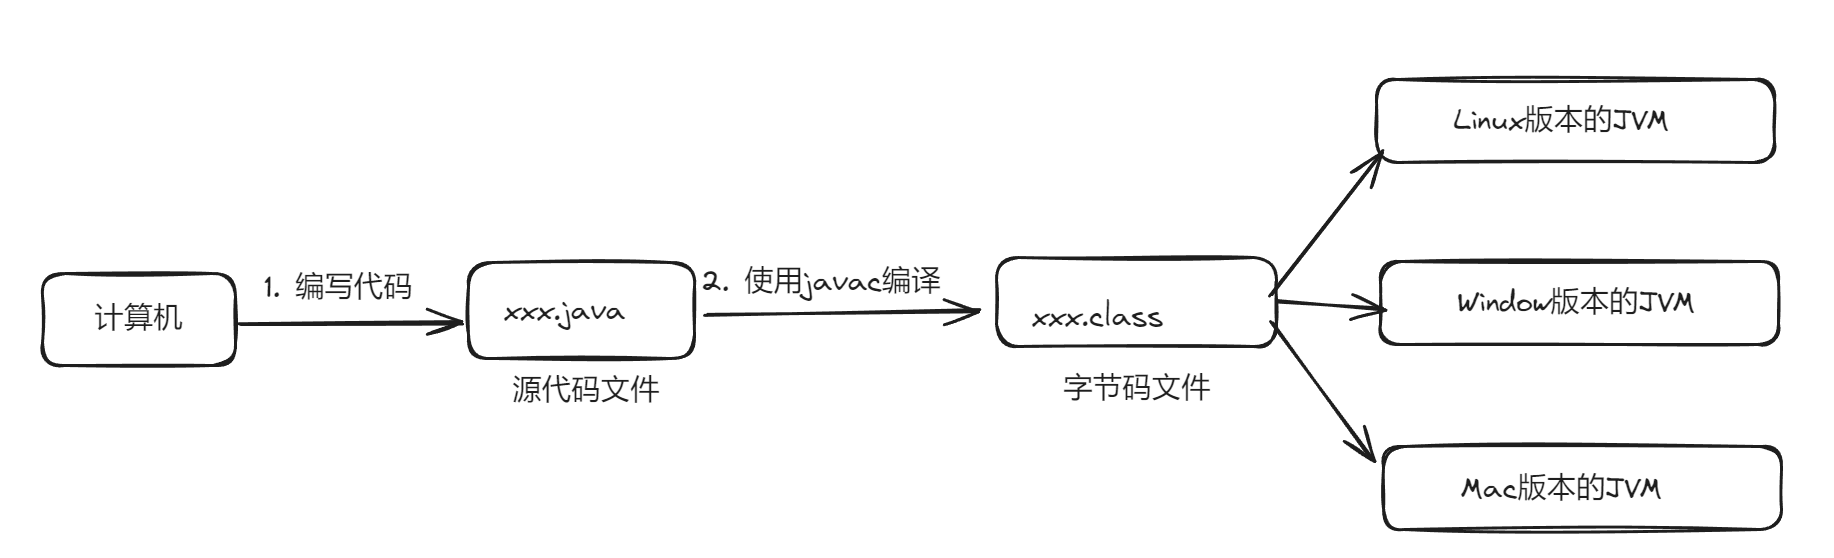 计算机
1. 编写代码
xxx.java
源代码文件
2. 使用javac编译
xxx.class
字节码文件
Linux版本的JVM
Window版本的JVM
Mac版本的JVM